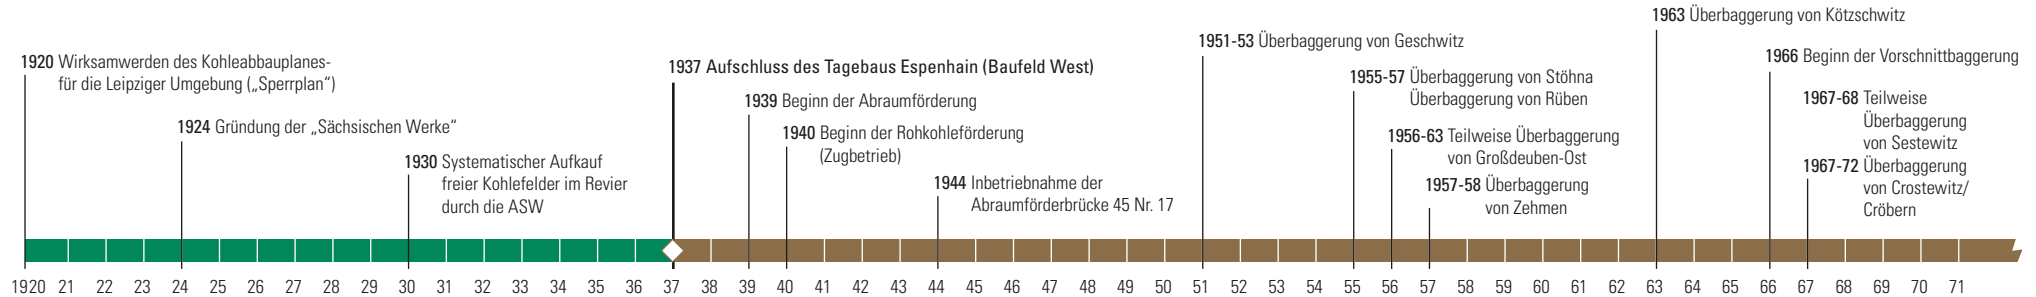 1920 Wirksamwerden des Kohleabbauplanes-
für die Leipziger Umgebung („Sperrplan“)
1924 Gründung der „Sächsischen Werke“
1930 Systematischer Aufkauf
freier Kohlefelder im Revier
durch die ASW
1937 Aufschluss des Tagebaus Espenhain (Baufeld West)
1939 Beginn der Abraumförderung
1940 Beginn der Rohkohleförderung
(Zugbetrieb)
1944 Inbetriebnahme der
Abraumförderbrücke 45 Nr. 17
1951-53 Überbaggerung von Geschwitz
1955-57 Überbaggerung von Stöhna
Überbaggerung von Rüben
1956-63 Teilweise Überbaggerung
von Großdeuben-Ost
1957-58 Überbaggerung
von Zehmen
1963 Überbaggerung von Kötzschwitz
1966 Beginn der Vorschnittbaggerung
1967-68 Teilweise
Überbaggerung
von Sestewitz
1967-72 Überbaggerung
von Crostewitz/
Cröbern
1920 21 22 23 24 25 26 27 28 29 30 31 32 33 34 35 36 37 38 39 40 41 42 43 44 45 46 47 48 49 50 51 52 53 54 55 56 57 58 59 60 61 62 63 64 65 66 67 68 69 70 71